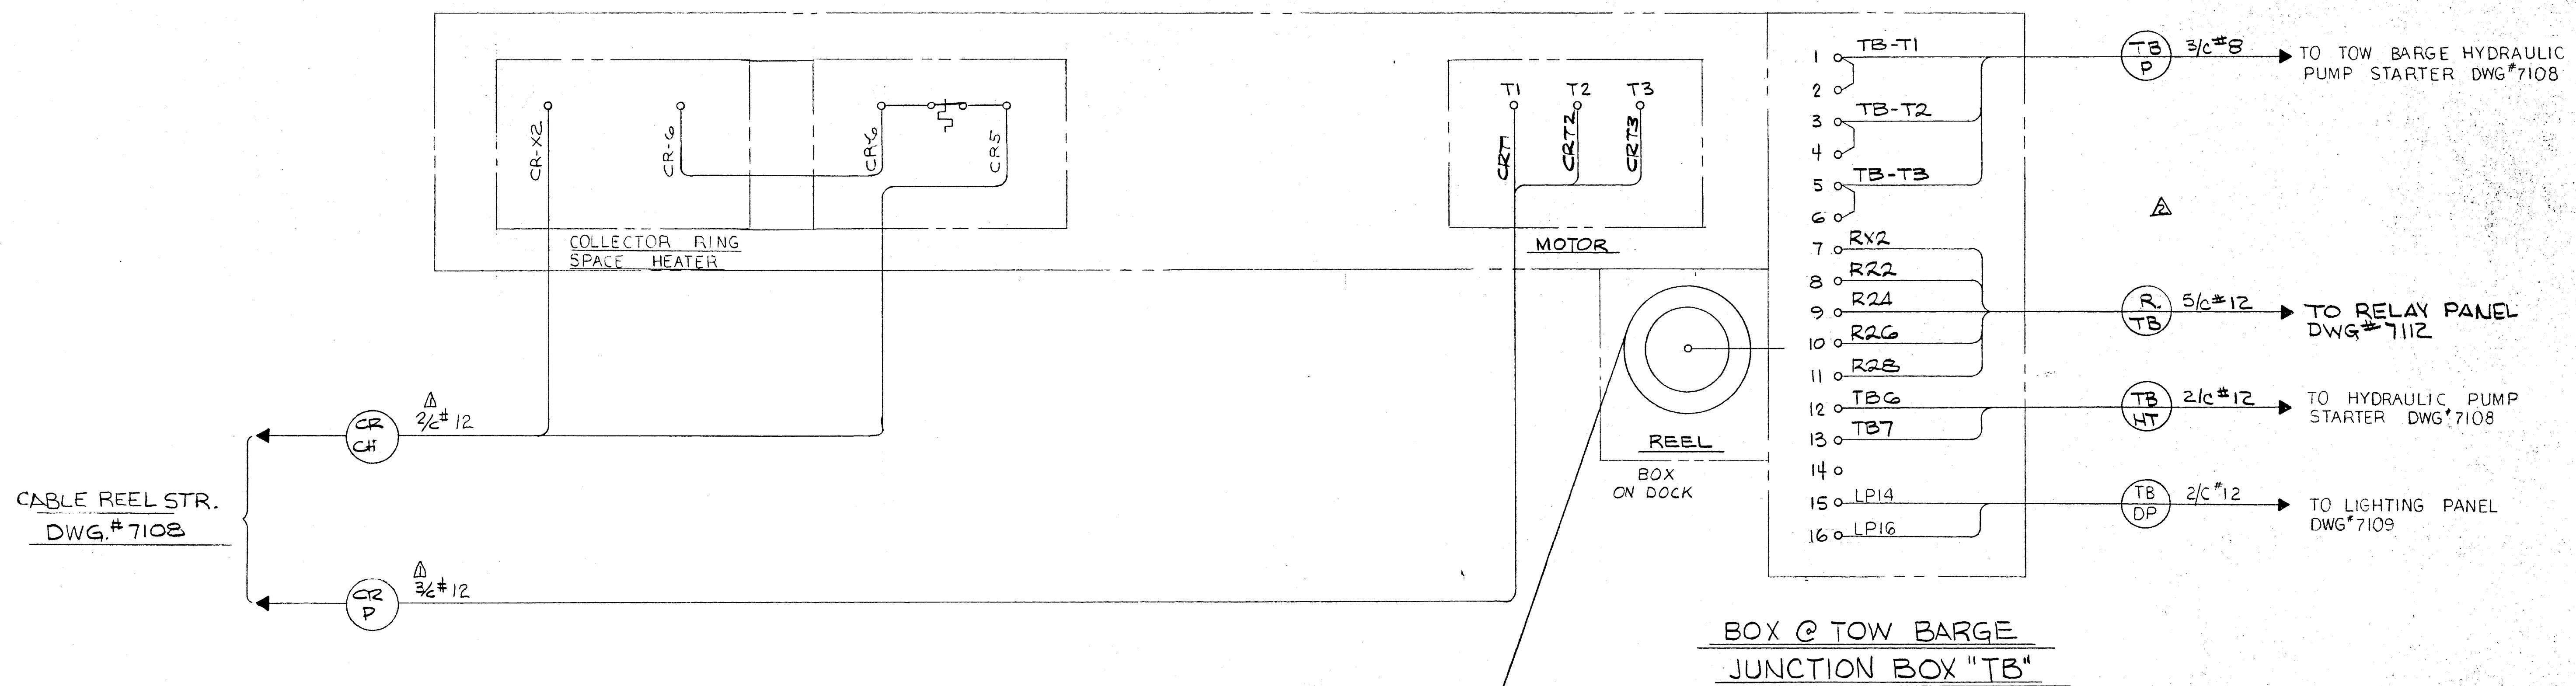 CR-X2
CR-6
CR-6
CR5
COLLECTOR RING
SPACE HEATER
T1 T2 T3
CRT1
CRT2
CRT3
MOTOR
REEL
BOX
ON DOCK
1 TB-T1
2
3 TB-T2
4
5 TB-T3
6
7 RX2
8 R22
9 R24
10 R26
11 R28
12 TB6
13 TB7
14
15 LP14
16 LP16
TB
P
3/C#8
TO TOW BARGE HYDRAULIC
PUMP STARTER DWG#7108
2
R.
TB
5/C#12
TO RELAY PANEL
DWG#7112
TB
HT
2/C#12
TO HYDRAULIC PUMP
STARTER DWG#7108
TB
DP
2/C#12
TO LIGHTING PANEL
DWG#7109
CR
CH
1
2/C#12
CABLE REEL STR.
DWG.#7108
CR
P
1
3/C#12
BOX @ TOW BARGE
JUNCTION BOX "TB"